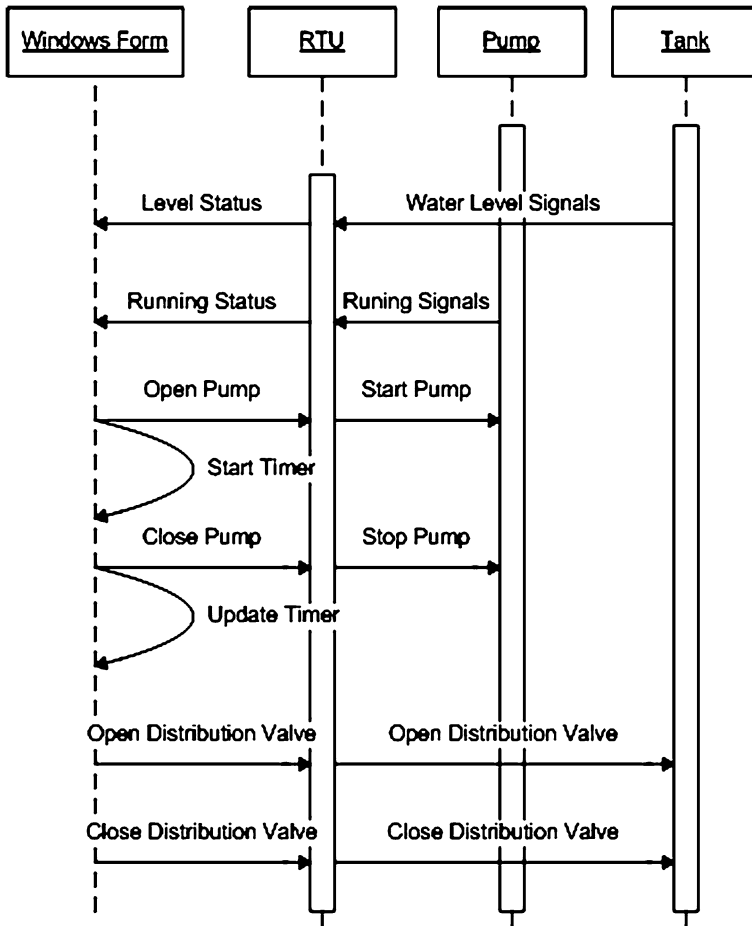 Windows Form
RTU
Pump
Tank
Level Status
Water Level Signals
Running Status
Runing Signals
Open Pump
Start Pump
Start Timer
Close Pump
Stop Pump
Update Timer
Open Distribution Valve
Open Distribution Valve
Close Distribution Valve
Close Distribution Valve